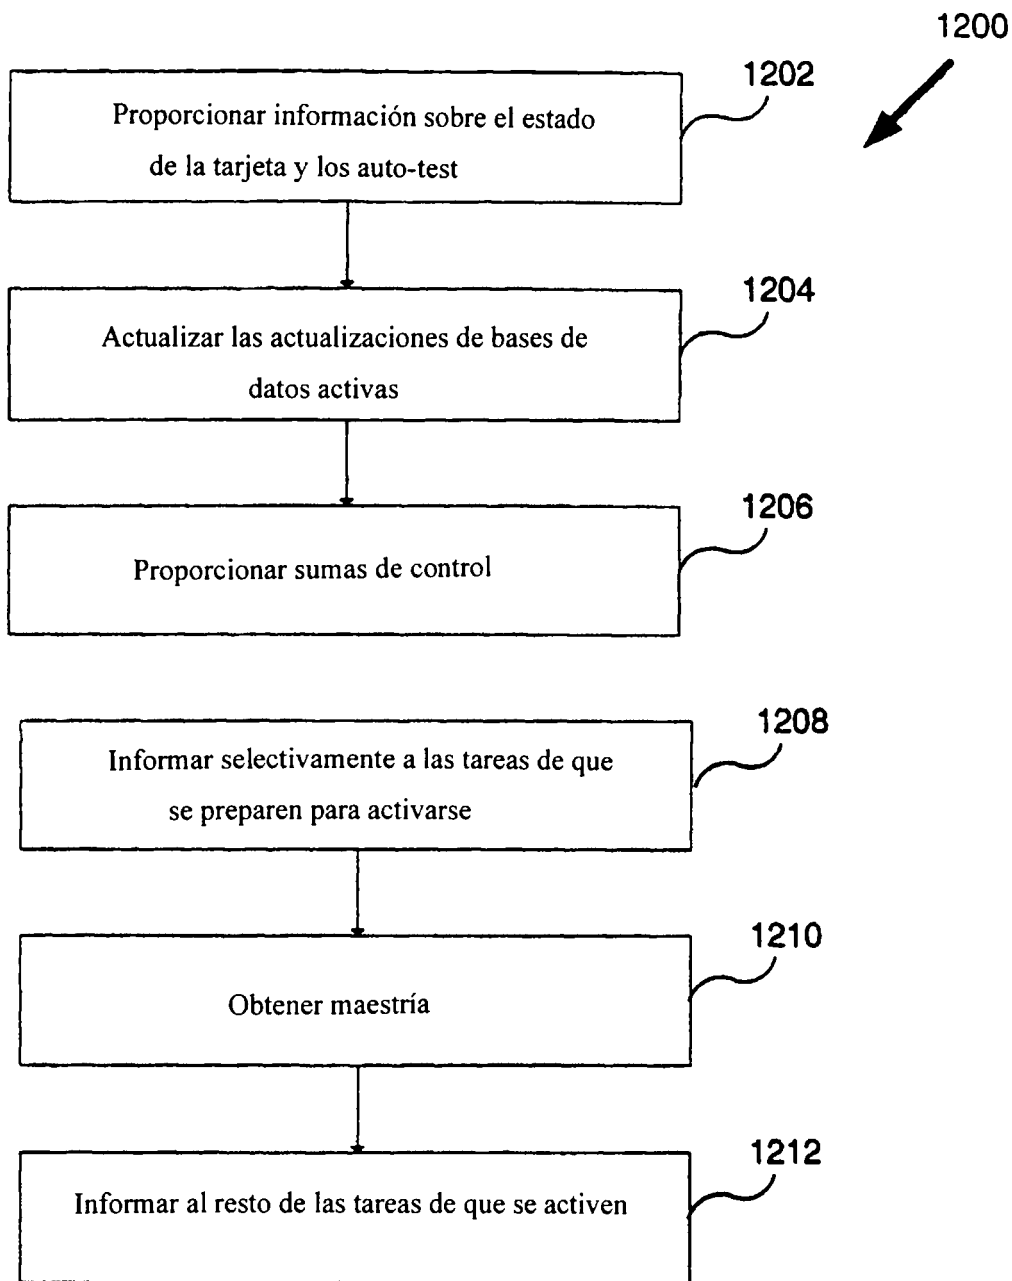 1200
1202
Proporcionar información sobre el estado
de la tarjeta y los auto-test
1204
Actualizar las actualizaciones de bases de
datos activas
1206
Proporcionar sumas de control
1208
Informar selectivamente a las tareas de que
se preparen para activarse
1210
Obtener maestría
1212
Informar al resto de las tareas de que se activen